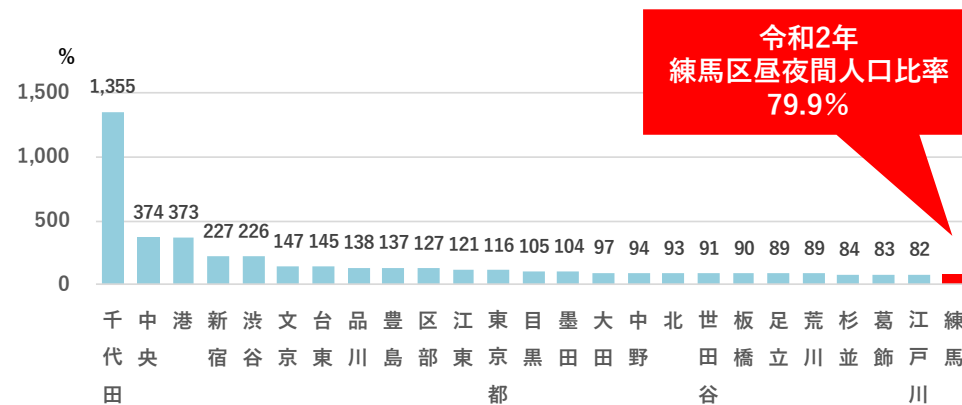 令和2年
練馬区昼夜間人口比率
79.9%
%
1,500
1,000
500
0
1,355
374
373
227
226
147
145
138
137
127
121
116
105
104
97
94
93
91
90
89
89
84
83
82
千代田
中央
港
新宿
渋谷
文京
台東
品川
豊島
区部
江東
東京都
目黒
墨田
大田
中野
北
世田谷
板橋
足立
荒川
杉並
葛飾
江戸川
練馬